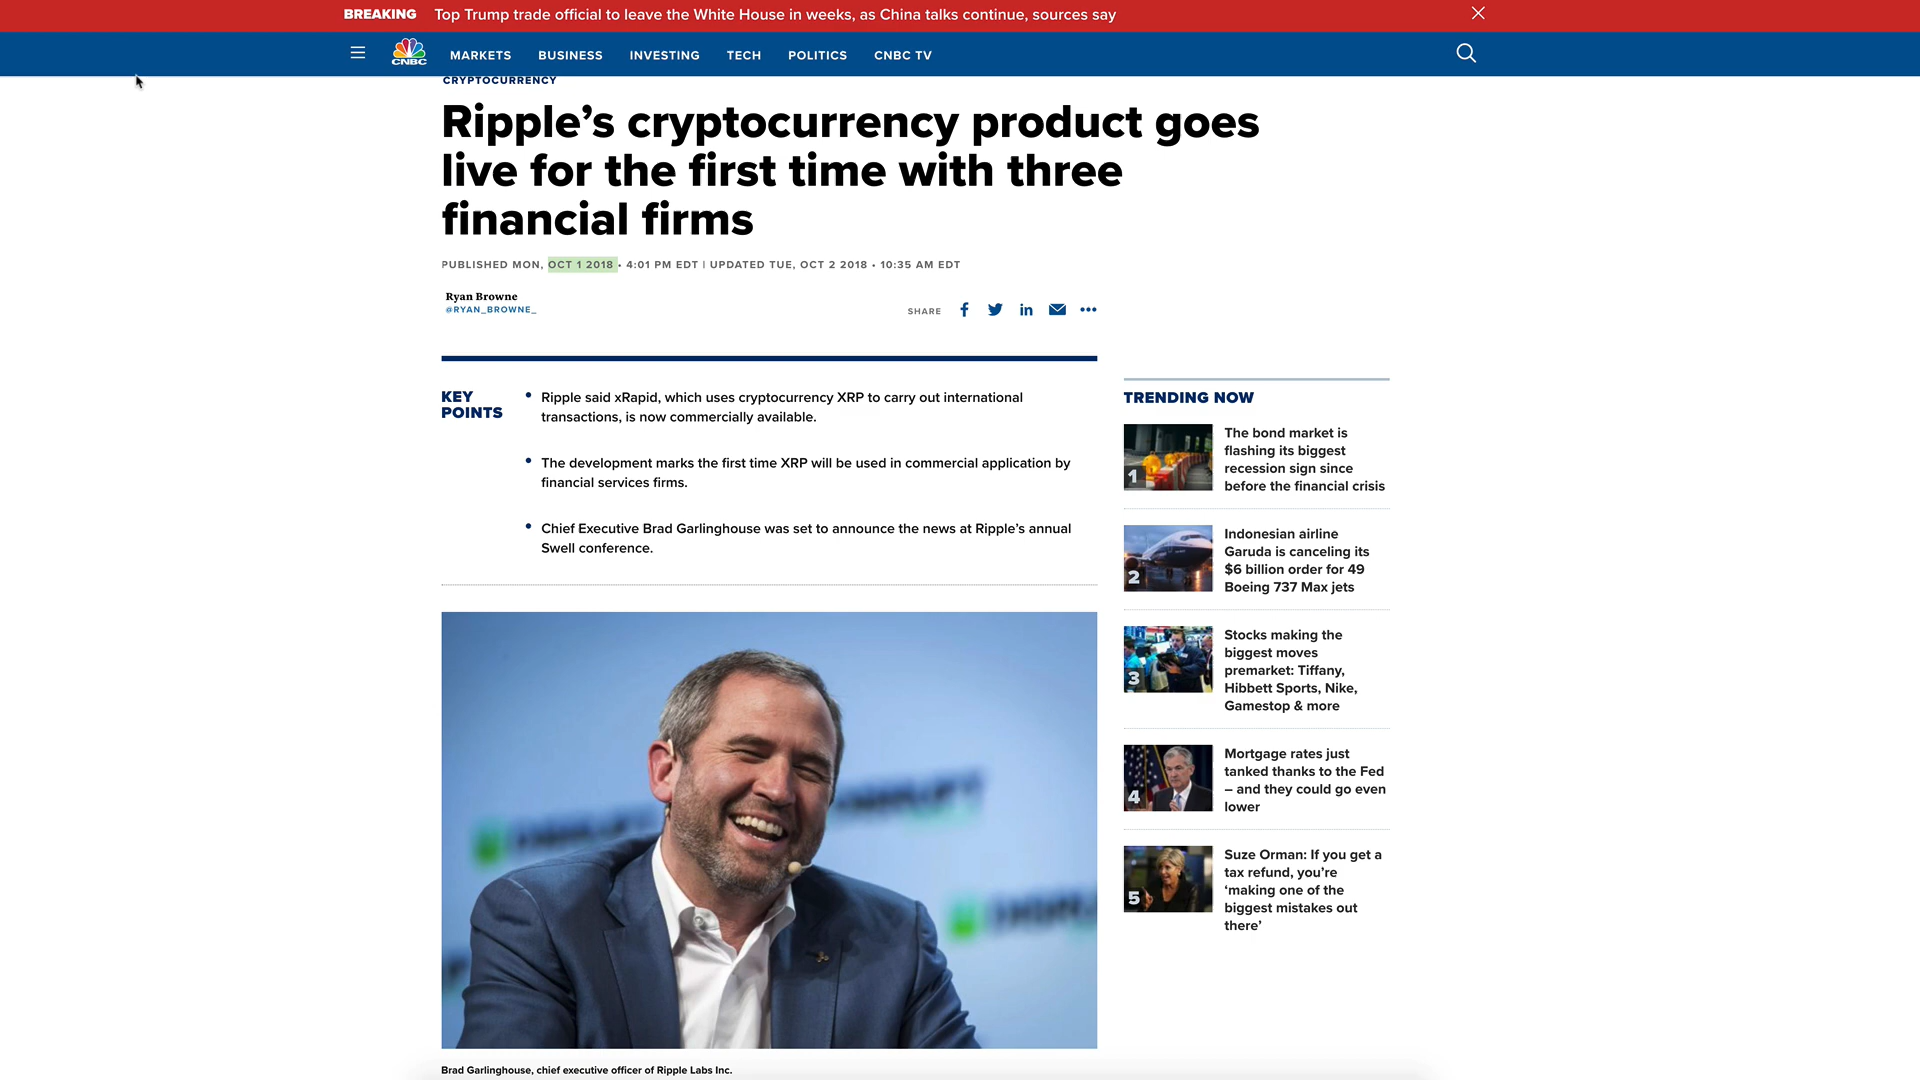 BREAKING Top Trump trade official to leave the White House in weeks, as China talks continue, sources say
CNBC MARKETS BUSINESS INVESTING TECH POLITICS CNBC TV
CRYPTOCURRENCY
Ripple’s cryptocurrency product goes
live for the first time with three
financial firms
PUBLISHED MON, OCT 1 2018 • 4:01 PM EDT | UPDATED TUE, OCT 2 2018 • 10:35 AM EDT
Ryan Browne
@RYAN_BROWNE_
SHARE
KEY
POINTS
• Ripple said xRapid, which uses cryptocurrency XRP to carry out international
transactions, is now commercially available.
• The development marks the first time XRP will be used in commercial application by
financial services firms.
• Chief Executive Brad Garlinghouse was set to announce the news at Ripple’s annual
Swell conference.
Brad Garlinghouse, chief executive officer of Ripple Labs Inc.
TRENDING NOW
1
The bond market is
flashing its biggest
recession sign since
before the financial crisis
2
Indonesian airline
Garuda is canceling its
$6 billion order for 49
Boeing 737 Max jets
3
Stocks making the
biggest moves
premarket: Tiffany,
Hibbett Sports, Nike,
Gamestop & more
4
Mortgage rates just
tanked thanks to the Fed
– and they could go even
lower
5
Suze Orman: If you get a
tax refund, you’re
‘making one of the
biggest mistakes out
there’